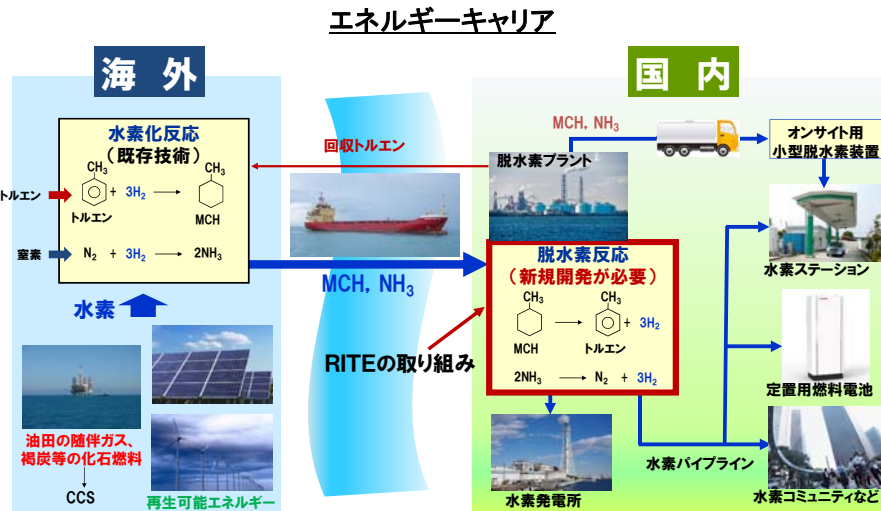 エネルギーキャリア
海 外
水素化反応
(既存技術)
CH₃
+ 3H₂
CH₃
トルエン
トルエン
MCH
窒素
N₂ + 3H₂ 2NH₃
水素
油田の随伴ガス、
褐炭等の化石燃料
CCS
再生可能エネルギー
回収トルエン
MCH, NH₃
RITEの取り組み
国 内
MCH, NH₃
オンサイト用
小型脱水素装置
脱水素プラント
脱水素反応
(新規開発が必要)
CH₃
CH₃
+ 3H₂
MCH
トルエン
2NH₃ N₂ + 3H₂
水素ステーション
定置用燃料電池
水素パイプライン
水素発電所
水素コミュニティなど